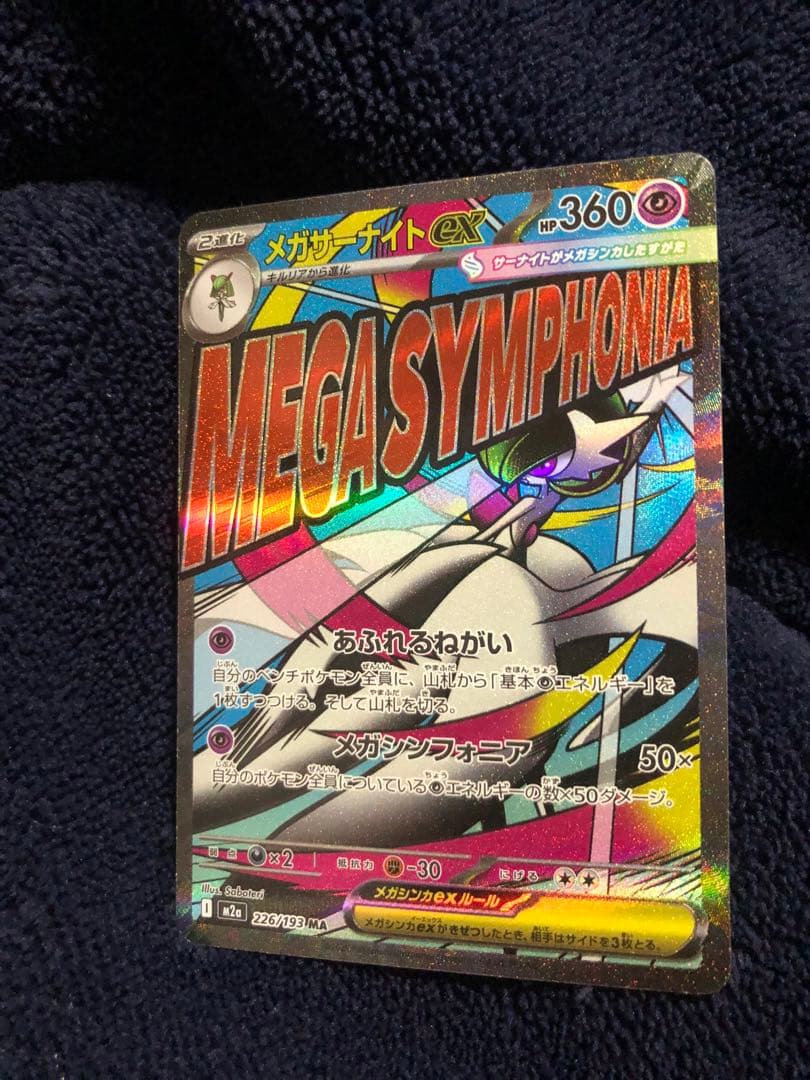 2進化 メガサーナイトex HP360
キルリアから進化
サーナイトがメガシンカしたすがた
MEGA SYMPHONIA
あふれるねがい
自分のベンチポケモン全員に、山札から「基本エネルギー」を
1枚ずつつける。そして山札を切る。
メガシンフォニア 50×
自分のポケモン全員についているエネルギーの数×50ダメージ。
弱点 ×2 抵抗力 -30 にげる
Illus. Saboteri
メガシンカexルール
I M2a 226/193 MA
メガシンカexがきぜつしたとき、相手はサイドを3枚とる。